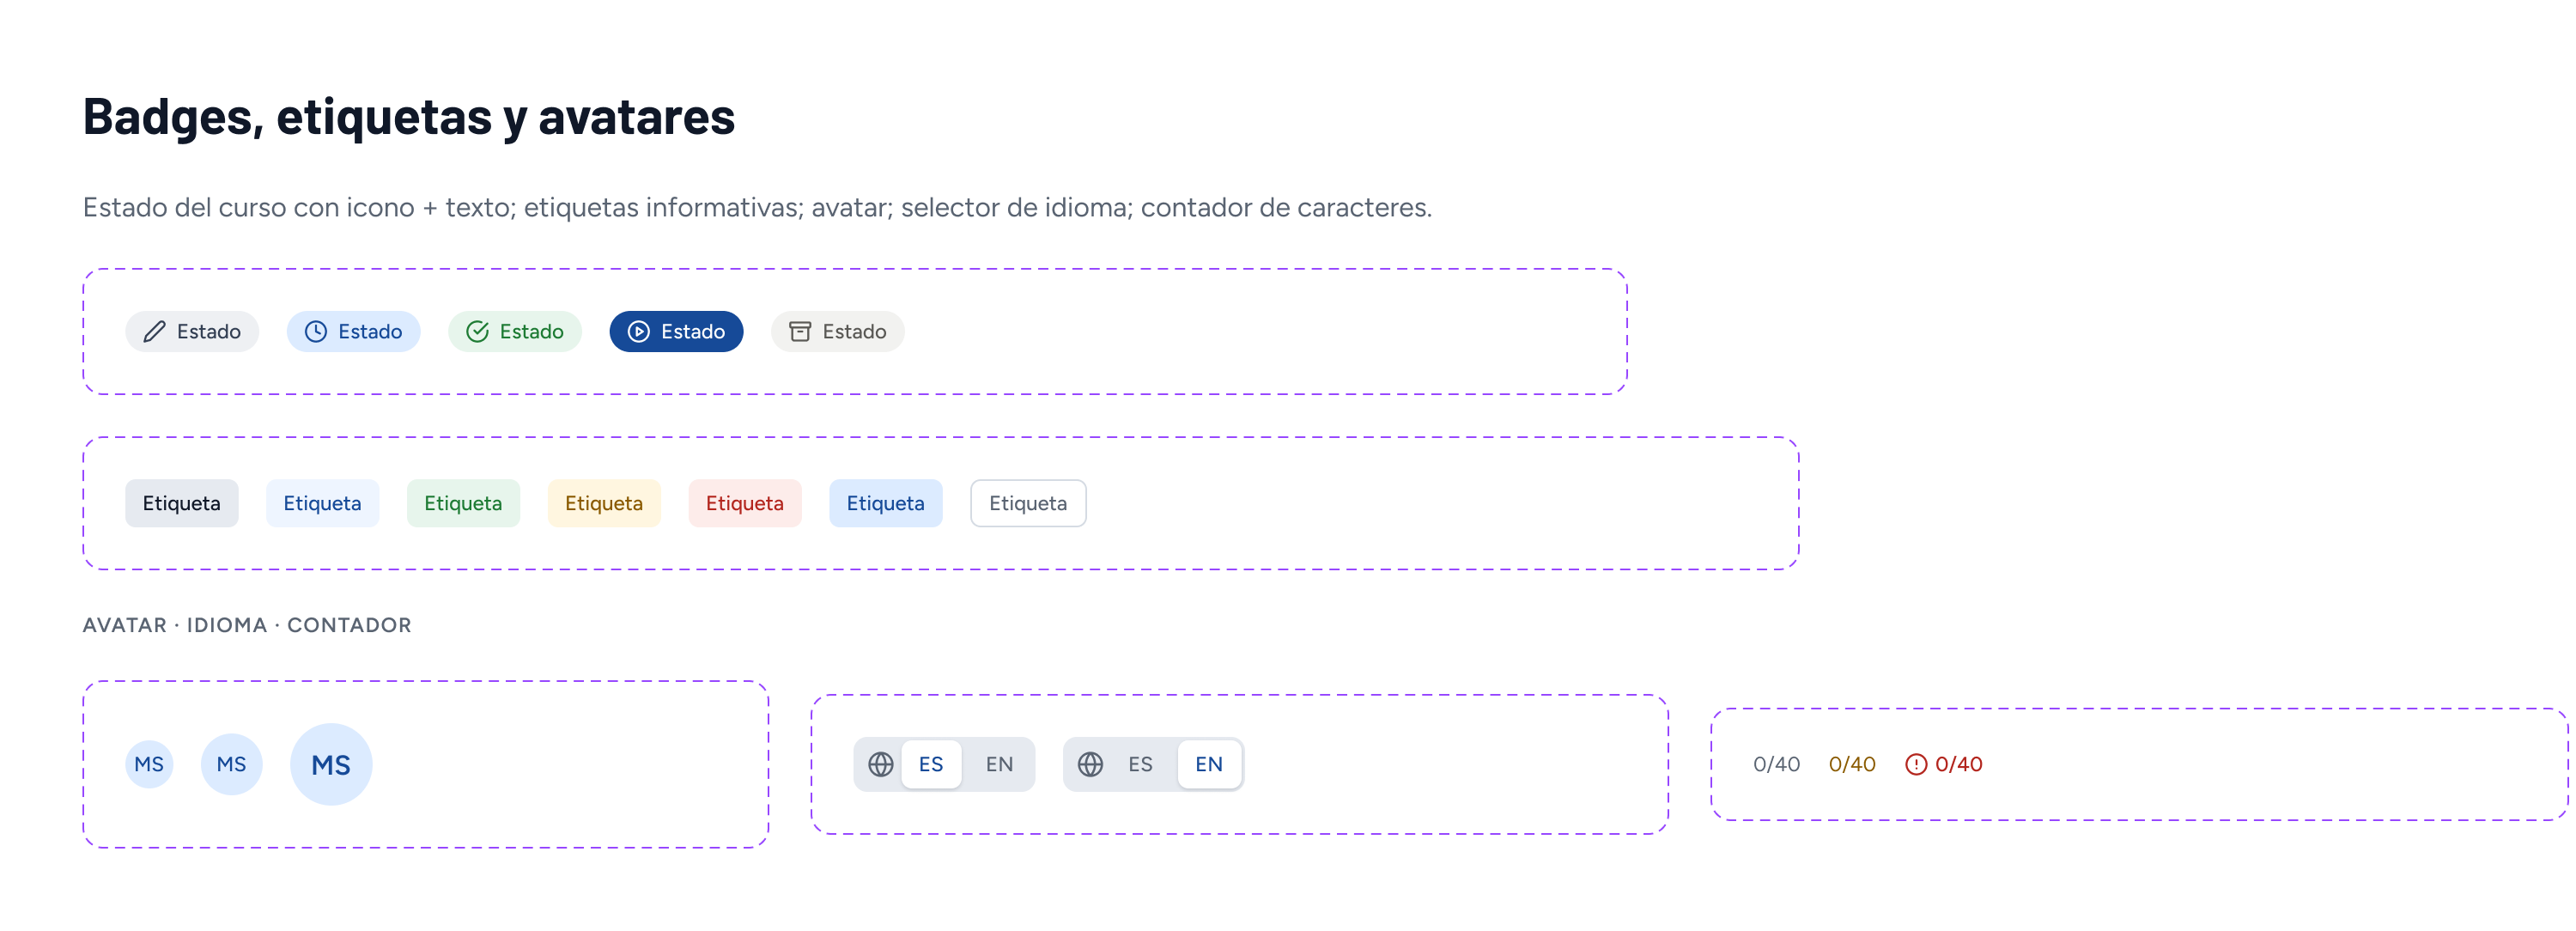 Badges, etiquetas y avatares
Estado del curso con icono + texto; etiquetas informativas; avatar; selector de idioma; contador de caracteres.
Estado Estado Estado Estado Estado
Etiqueta Etiqueta Etiqueta Etiqueta Etiqueta Etiqueta Etiqueta
AVATAR · IDIOMA · CONTADOR
MS MS MS ES EN ES EN 0/40 0/40 0/40